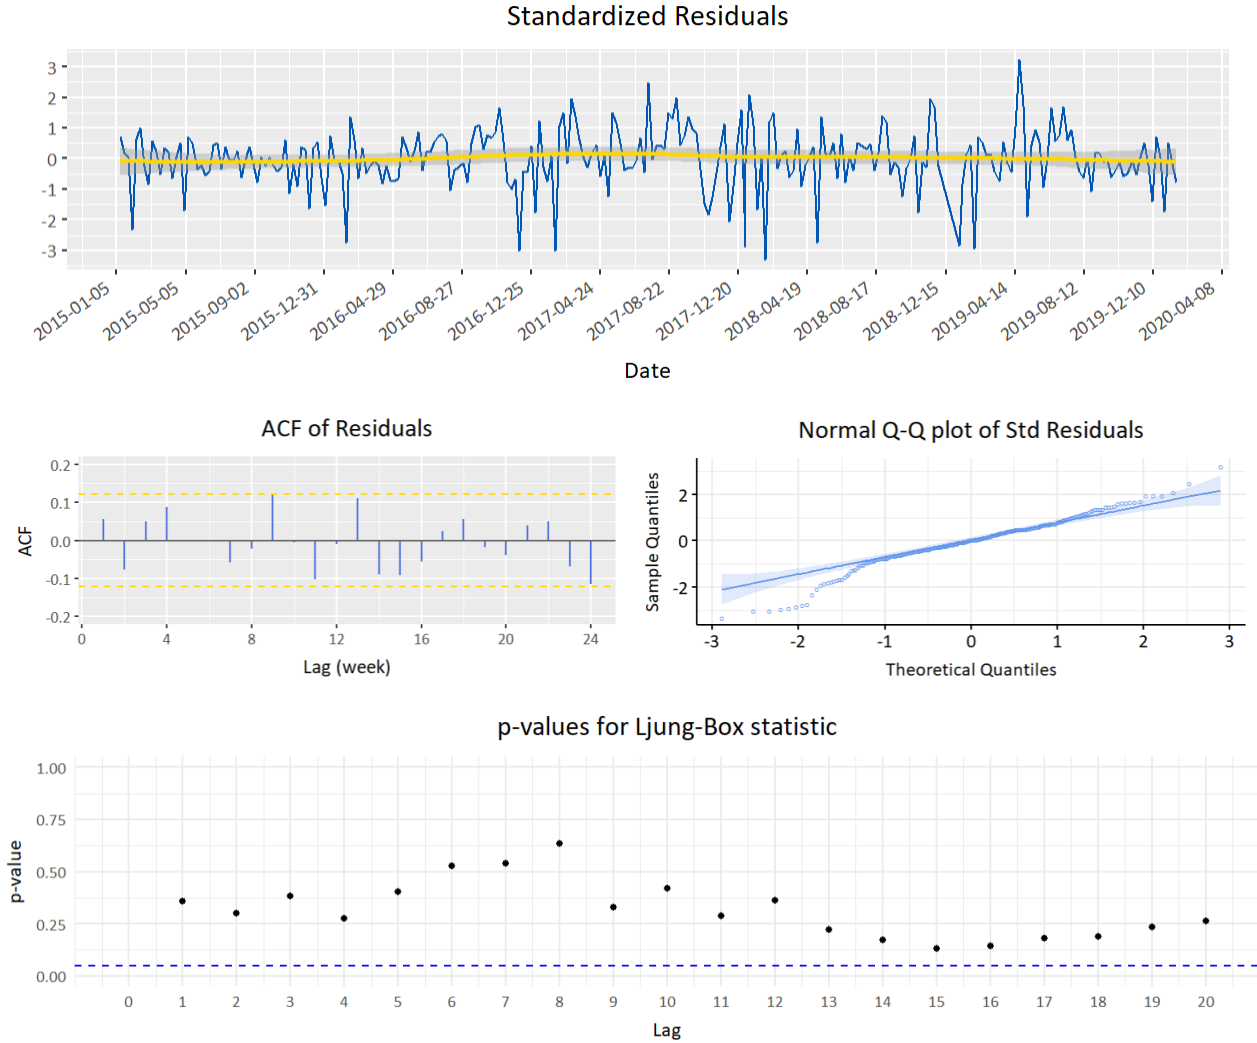 Standardized Residuals
3
2
1
0
-1
-2
-3
2015-01-05
2015-05-05
2015-09-02
2015-12-31
2016-04-29
2016-08-27
2016-12-25
2017-04-24
2017-08-22
2017-12-20
2018-04-19
2018-08-17
2018-12-15
2019-04-14
2019-08-12
2019-12-10
2020-04-08
Date
ACF of Residuals
0.2
0.1
0.0
-0.1
-0.2
ACF
0 4 8 12 16 20 24
Lag (week)
Normal Q-Q plot of Std Residuals
Sample Quantiles
2
0
-2
-3 -2 -1 0 1 2 3
Theoretical Quantiles
p-values for Ljung-Box statistic
1.00
0.75
0.50
0.25
0.00
p-value
0 1 2 3 4 5 6 7 8 9 10 11 12 13 14 15 16 17 18 19 20
Lag